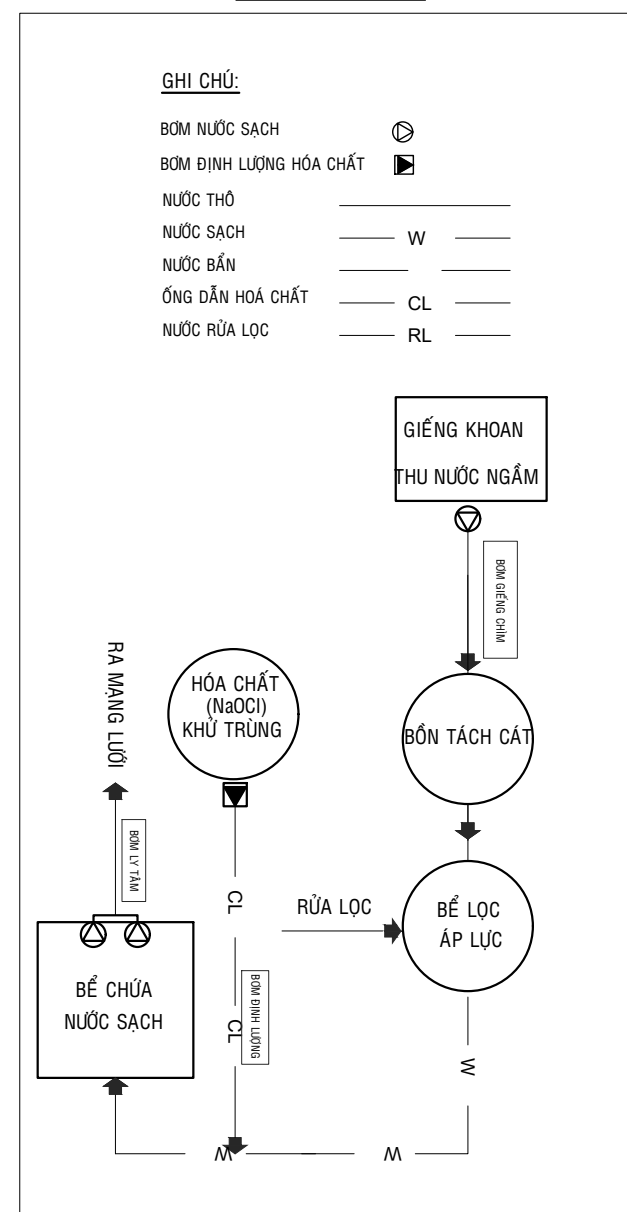 GHI CHÚ:
BƠM NƯỚC SẠCH
BƠM ĐỊNH LƯỢNG HÓA CHẤT
NƯỚC THÔ
NƯỚC SẠCH W
NƯỚC BẨN
ỐNG DẪN HOÁ CHẤT CL
NƯỚC RỬA LỌC RL
GIẾNG KHOAN
THU NƯỚC NGẦM
BƠM GIẾNG CHÌM
BỒN TÁCH CÁT
RA MẠNG LƯỚI
HÓA CHẤT
(NaOCl)
KHỬ TRÙNG
BƠM LY TÂM
CL
RỬA LỌC
BỂ LỌC
ÁP LỰC
BỂ CHỨA
NƯỚC SẠCH
CL
BƠM ĐỊNH LƯỢNG
W
W
W